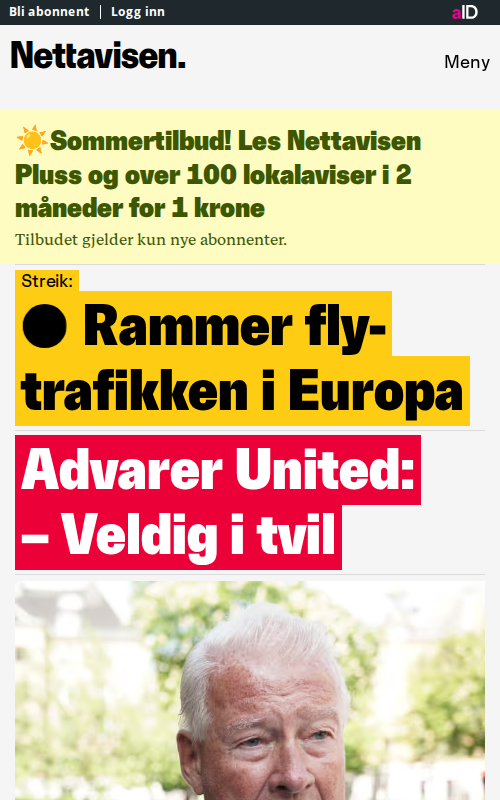 Bli abonnent | Logg inn
aID
Nettavisen.
Meny
☀️Sommertilbud! Les Nettavisen
Pluss og over 100 lokalaviser i 2
måneder for 1 krone
Tilbudet gjelder kun nye abonnenter.
Streik:
● Rammer fly-
trafikken i Europa
Advarer United:
– Veldig i tvil